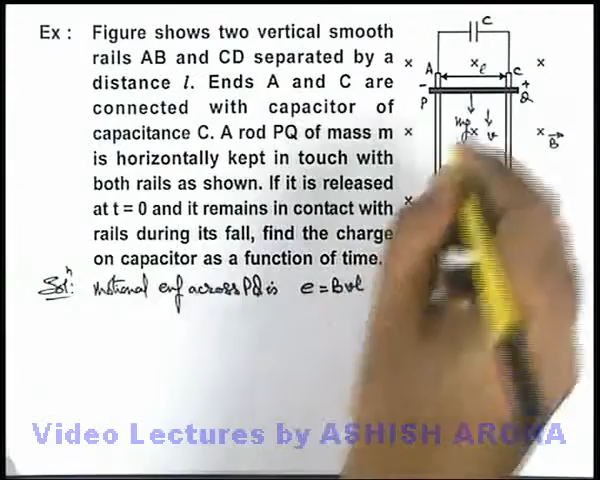 Ex : Figure shows two vertical smooth
rails AB and CD separated by a
distance l. Ends A and C are
connected with capacitor of
capacitance C. A rod PQ of mass m
is horizontally kept in touch with
both rails as shown. If it is released
at t = 0 and it remains in contact with
rails during its fall, find the charge
on capacitor as a function of time.
Solⁿ: Motional emf across PQ is e = Bvl
C
A l C
- +
P Q
mg v
B
Video Lectures by ASHISH ARORA